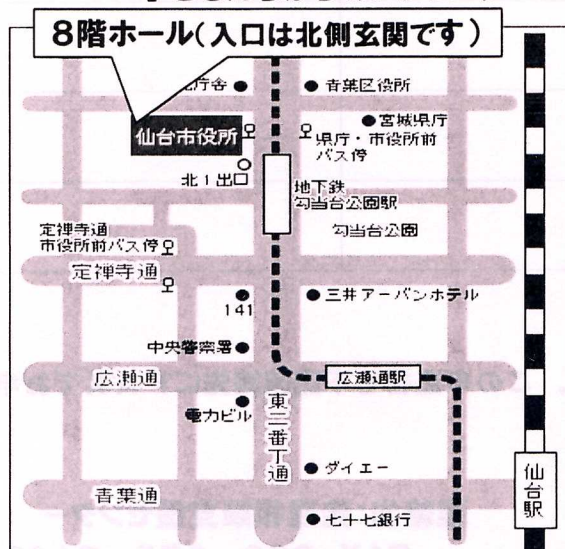 8階ホール(入口は北側玄関です)
庁舎
青葉区役所
宮城県庁
仙台市役所
県庁・市役所前
バス停
北1出口
地下鉄
勾当台公園駅
勾当台公園
定禅寺通
市役所前バス停
定禅寺通
141
三井アーバンホテル
中央警察署
広瀬通
広瀬通駅
電力ビル
東二番丁通
ダイエー
仙台駅
青葉通
七十七銀行